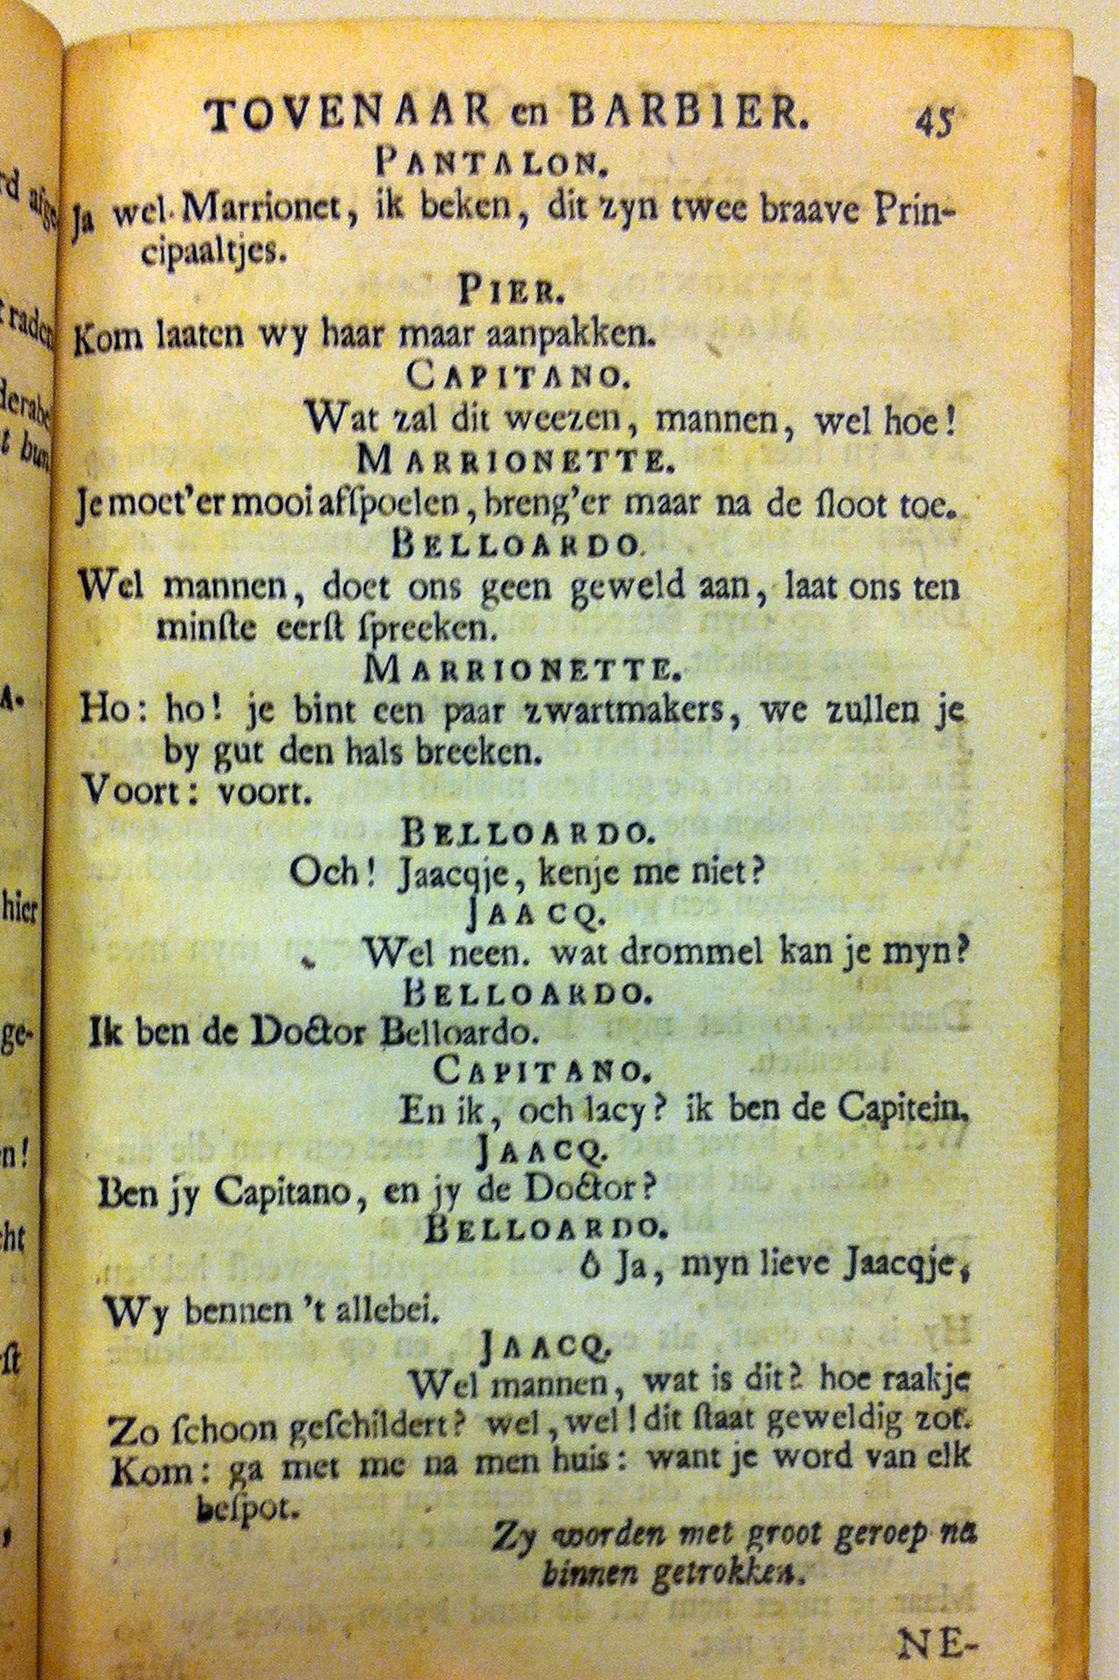 TOVENAAR en BARBIER. 45
PANTALON.
Ja wel Marrionet, ik beken, dit zyn twee braave Prin-
cipaaltjes.
PIER.
Kom laaten wy haar maar aanpakken.
CAPITANO.
Wat zal dit weezen, mannen, wel hoe!
MARRIONETTE.
Je moet'er mooi afſpoelen, breng'er maar na de ſloot toe.
BELLOARDO.
Wel mannen, doet ons geen geweld aan, laat ons ten
minſte eerſt ſpreeken.
MARRIONETTE.
Ho: ho! je bint een paar zwartmakers, we zullen je
by gut den hals breeken.
Voort: voort.
BELLOARDO.
Och! Jaacqje, kenje me niet?
JAACQ.
Wel neen. wat drommel kan je myn?
BELLOARDO.
Ik ben de Doctor Belloardo.
CAPITANO.
En ik, och lacy? ik ben de Capitein.
JAACQ.
Ben jy Capitano, en jy de Doctor?
BELLOARDO.
ô Ja, myn lieve Jaacqje,
Wy bennen 't allebei.
JAACQ.
Wel mannen, wat is dit? hoe raakje
Zo ſchoon geſchildert? wel, wel! dit ſtaat geweldig zot.
Kom: ga met me na men huis: want je word van elk
beſpot.
Zy worden met groot geroep na
binnen getrokken.
NE-